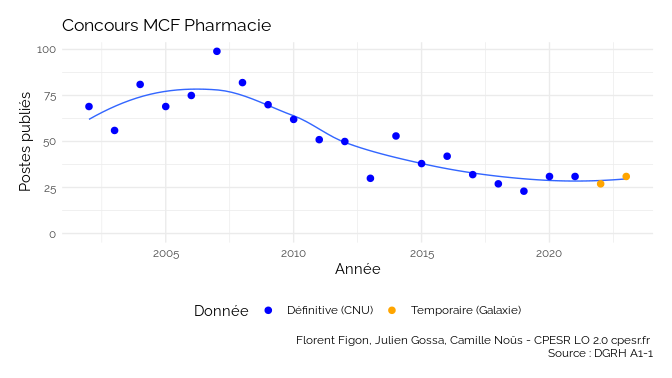 Concours MCF Pharmacie
Postes publiés
100
75
50
25
0
2005 2010 2015 2020
Année
Donnée Définitive (CNU) Temporaire (Galaxie)
Florent Figon, Julien Gossa, Camille Noûs - CPESR LO 2.0 cpesr.fr
Source : DGRH A1-1